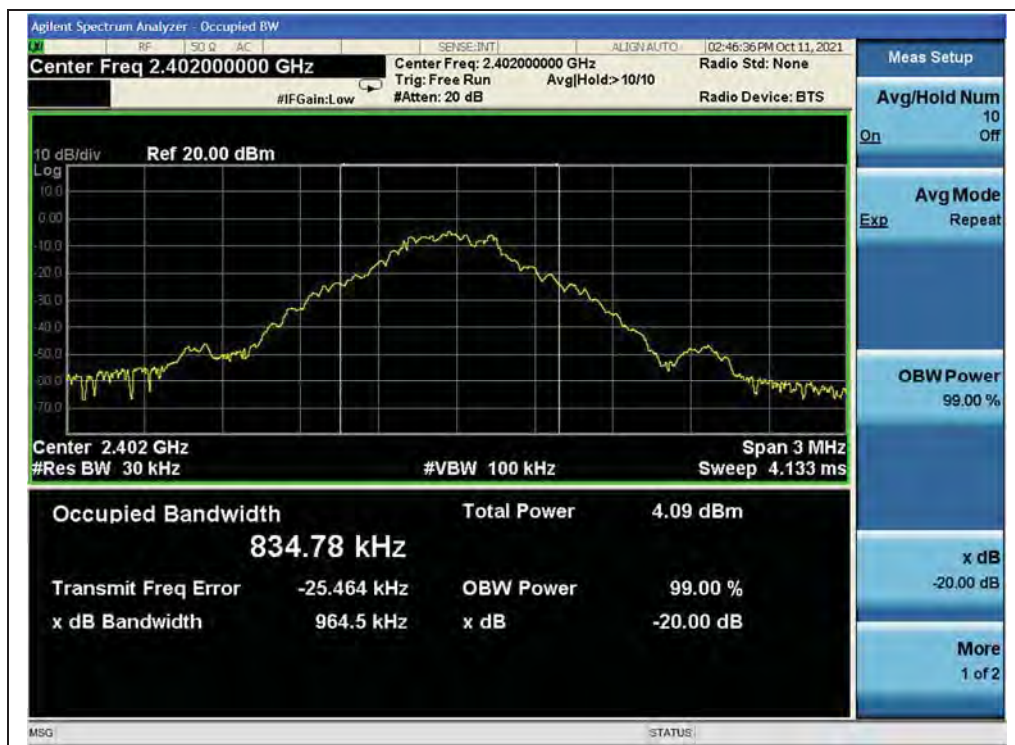 Agilent Spectrum Analyzer - Occupied BW
LXI RF 50 Ω AC SENSE:INT ALIGN AUTO 02:46:36 PM Oct 11, 2021
Center Freq 2.402000000 GHz Center Freq: 2.402000000 GHz Radio Std: None
Trig: Free Run Avg|Hold:> 10/10
#IFGain:Low #Atten: 20 dB Radio Device: BTS
10 dB/div Ref 20.00 dBm
Log
10.0
0.00
-10.0
-20.0
-30.0
-40.0
-50.0
-60.0
-70.0
Center 2.402 GHz Span 3 MHz
#Res BW 30 kHz #VBW 100 kHz Sweep 4.133 ms
Occupied Bandwidth Total Power 4.09 dBm
834.78 kHz
Transmit Freq Error -25.464 kHz OBW Power 99.00 %
x dB Bandwidth 964.5 kHz x dB -20.00 dB
MSG STATUS
Meas Setup
Avg/Hold Num
10
On Off
Avg Mode
Exp Repeat
OBW Power
99.00 %
x dB
-20.00 dB
More
1 of 2